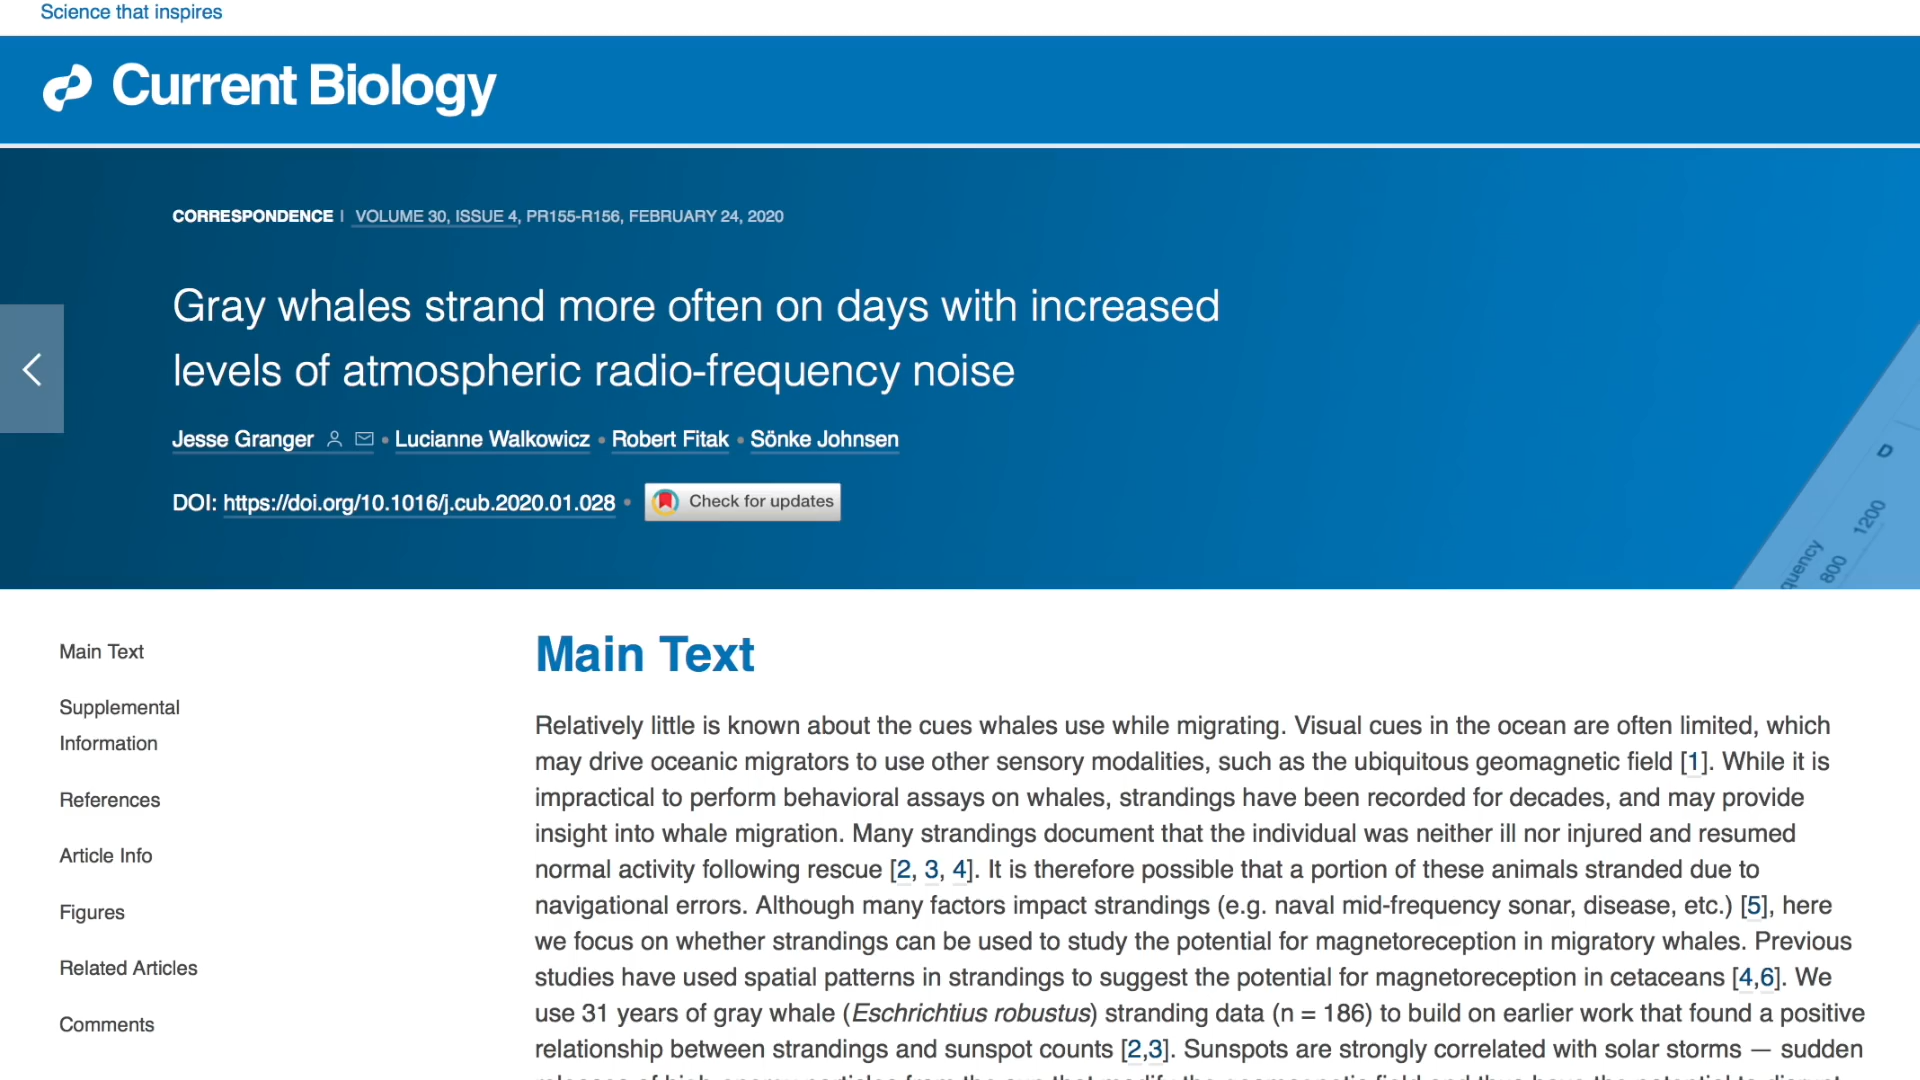 Science that inspires
Current Biology
CORRESPONDENCE | VOLUME 30, ISSUE 4, PR155-R156, FEBRUARY 24, 2020
Gray whales strand more often on days with increased
levels of atmospheric radio-frequency noise
Jesse Granger • Lucianne Walkowicz • Robert Fitak • Sönke Johnsen
DOI: https://doi.org/10.1016/j.cub.2020.01.028 • Check for updates
D
1200
800
quency
Main Text
Supplemental
Information
References
Article Info
Figures
Related Articles
Comments
Main Text
Relatively little is known about the cues whales use while migrating. Visual cues in the ocean are often limited, which
may drive oceanic migrators to use other sensory modalities, such as the ubiquitous geomagnetic field [1]. While it is
impractical to perform behavioral assays on whales, strandings have been recorded for decades, and may provide
insight into whale migration. Many strandings document that the individual was neither ill nor injured and resumed
normal activity following rescue [2, 3, 4]. It is therefore possible that a portion of these animals stranded due to
navigational errors. Although many factors impact strandings (e.g. naval mid-frequency sonar, disease, etc.) [5], here
we focus on whether strandings can be used to study the potential for magnetoreception in migratory whales. Previous
studies have used spatial patterns in strandings to suggest the potential for magnetoreception in cetaceans [4,6]. We
use 31 years of gray whale (Eschrichtius robustus) stranding data (n = 186) to build on earlier work that found a positive
relationship between strandings and sunspot counts [2,3]. Sunspots are strongly correlated with solar storms — sudden